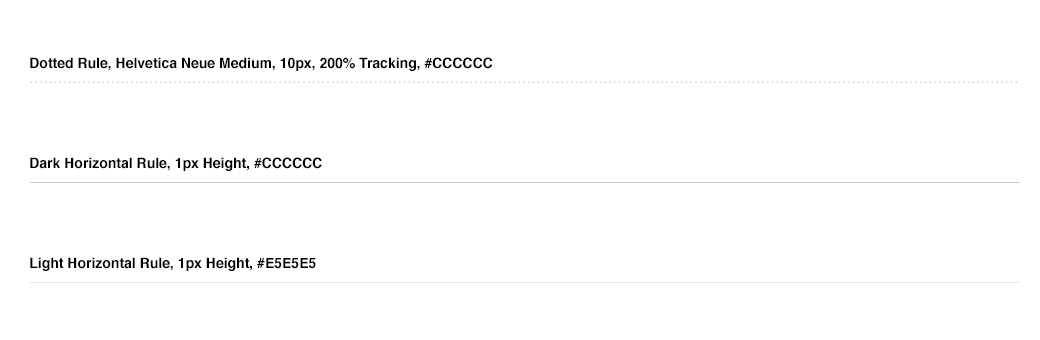 Dotted Rule, Helvetica Neue Medium, 10px, 200% Tracking, #CCCCCC
Dark Horizontal Rule, 1px Height, #CCCCCC
Light Horizontal Rule, 1px Height, #E5E5E5